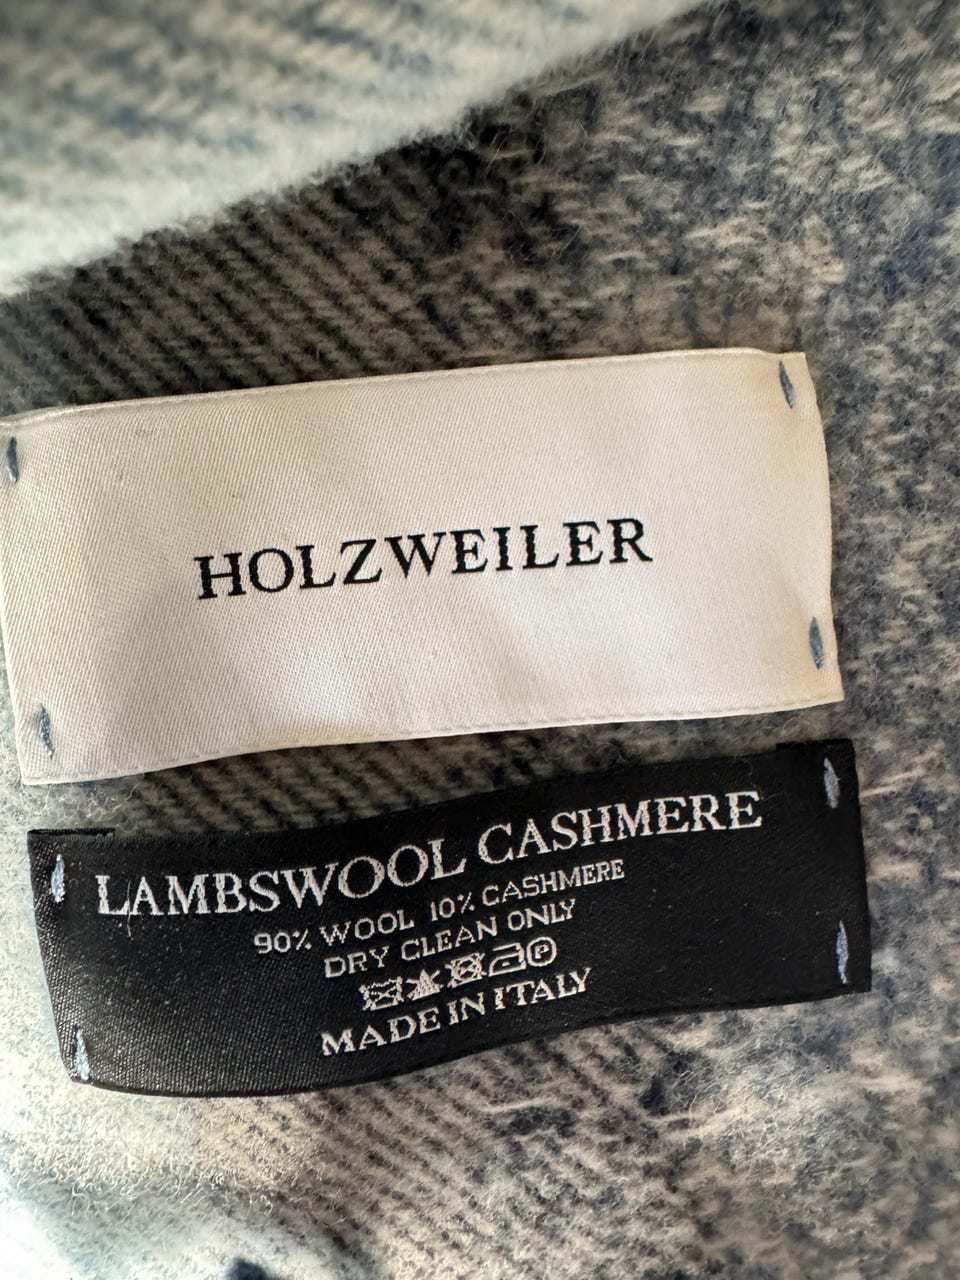 HOLZWEILER
LAMBSWOOL CASHMERE
90% WOOL 10% CASHMERE
DRY CLEAN ONLY
P
MADE IN ITALY